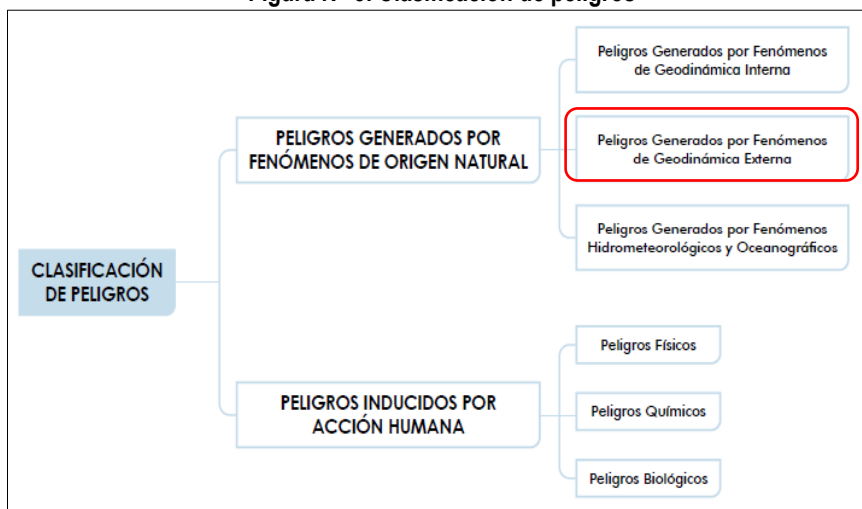 Peligros Generados por Fenómenos
de Geodinámica Interna
PELIGROS GENERADOS POR
FENÓMENOS DE ORIGEN NATURAL
Peligros Generados por Fenómenos
de Geodinámica Externa
Peligros Generados por Fenómenos
Hidrometeorológicos y Oceanográficos
CLASIFICACIÓN
DE PELIGROS
Peligros Físicos
PELIGROS INDUCIDOS POR
ACCIÓN HUMANA
Peligros Químicos
Peligros Biológicos